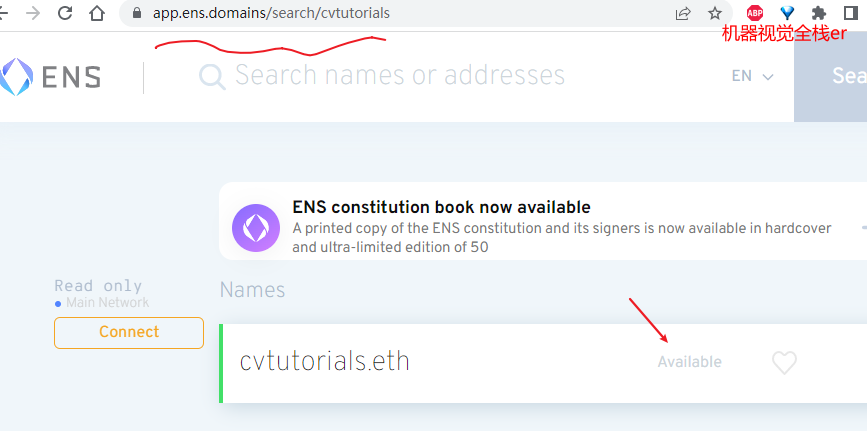 app.ens.domains/search/cvtutorials
ABP
机器视觉全栈er
ENS
Search names or addresses
EN
Sea
ENS constitution book now available
A printed copy of the ENS constitution and its signers is now available in hardcover
and ultra-limited edition of 50
Read only
Main Network
Connect
Names
cvtutorials.eth
Available